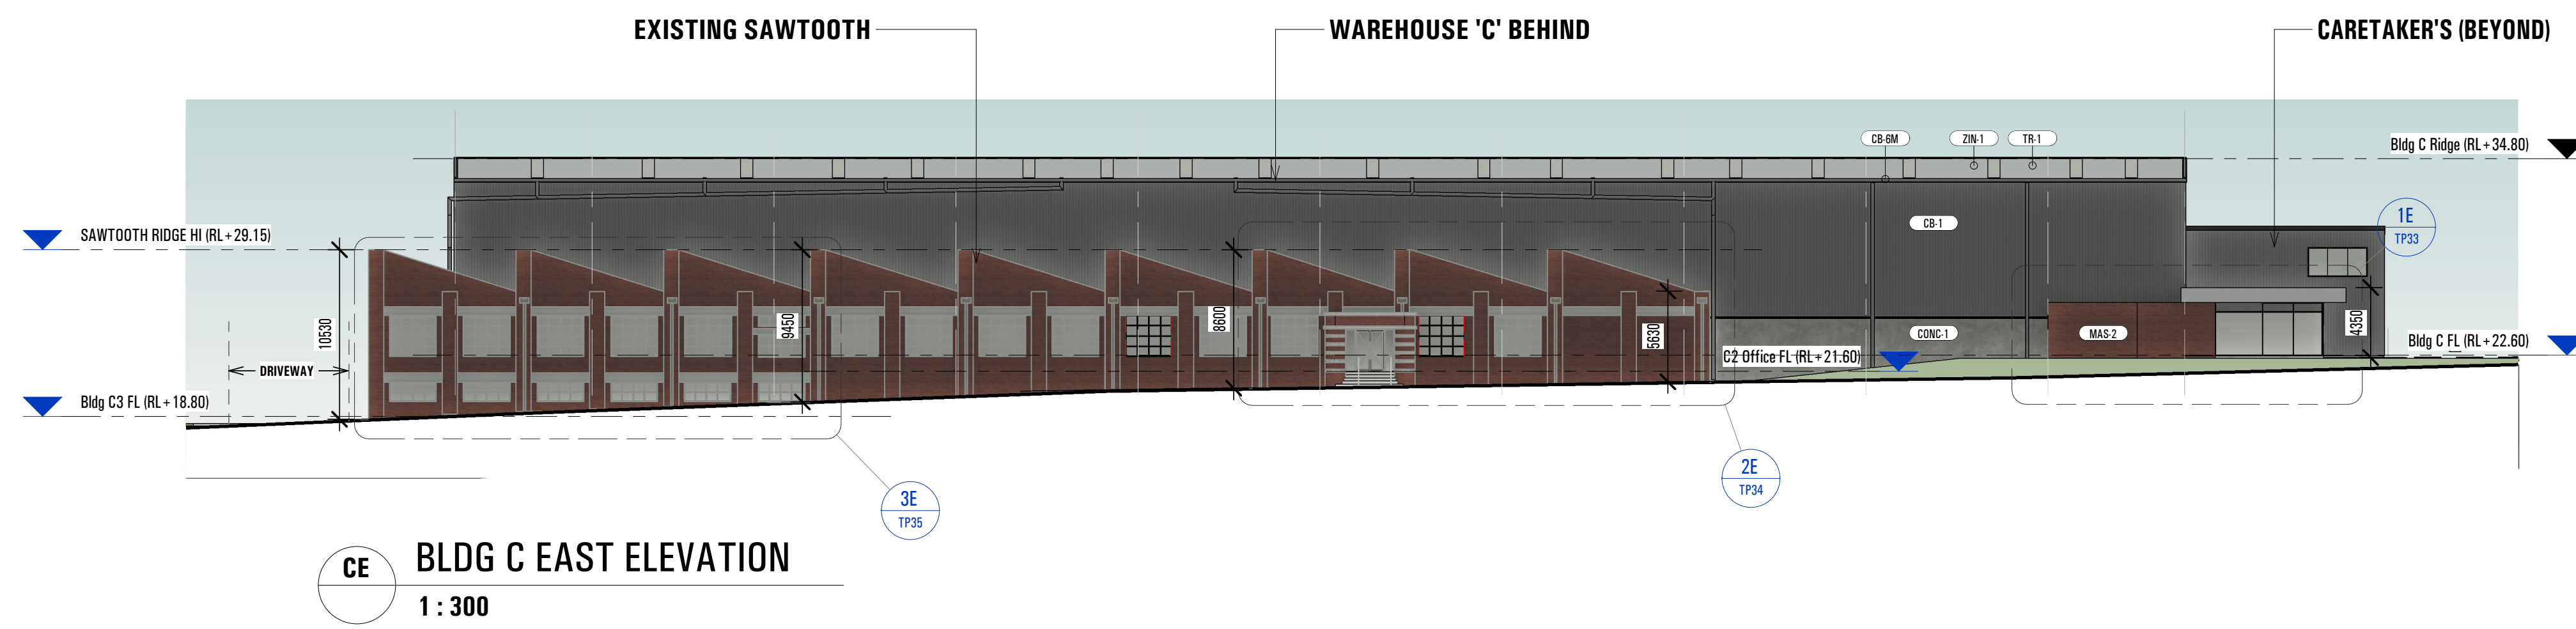 EXISTING SAWTOOTH
WAREHOUSE 'C' BEHIND
CARETAKER'S (BEYOND)
CB-6M
ZIN-1
TR-1
Bldg C Ridge (RL+34.80)
1E
TP33
CB-1
SAWTOOTH RIDGE HI (RL+29.15)
10530
9450
8600
5630
4350
CONC-1
MAS-2
Bldg C FL (RL+22.60)
C2 Office FL (RL+21.60)
DRIVEWAY
Bldg C3 FL (RL+18.80)
2E
TP34
3E
TP35
CE
BLDG C EAST ELEVATION
1 : 300